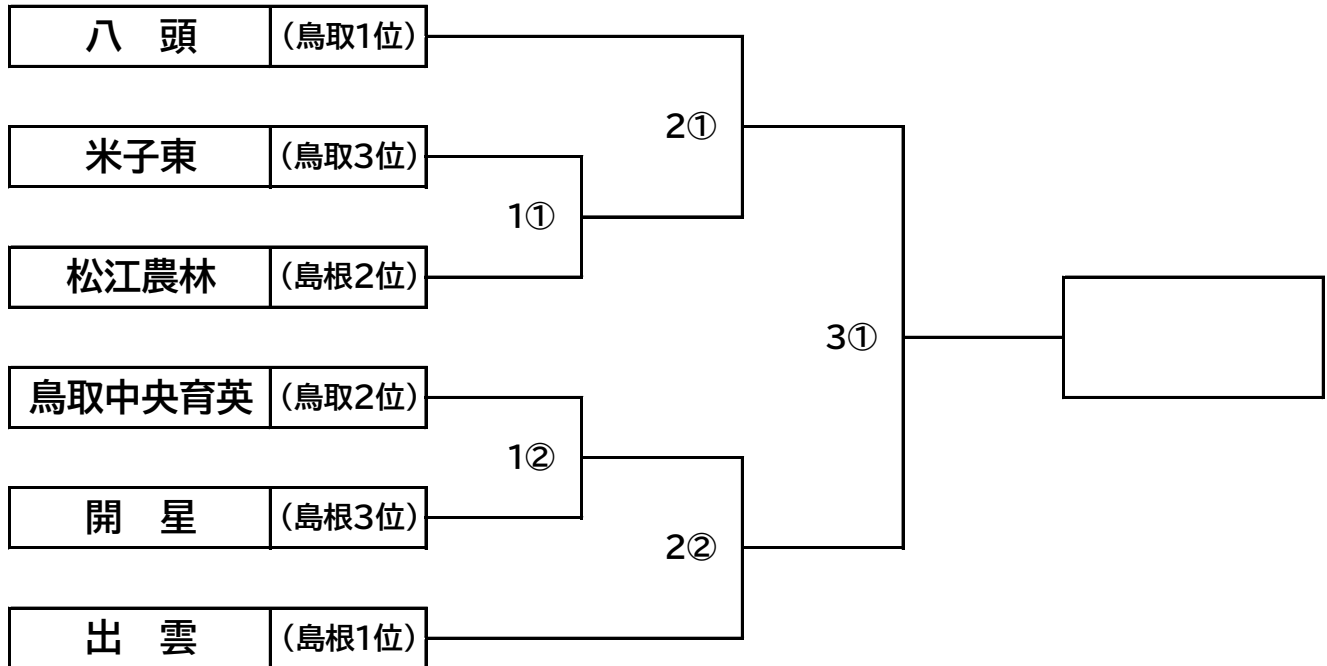 八　頭 (鳥取1位)
2①
米子東 (鳥取3位)
1①
松江農林 (島根2位)
3①
鳥取中央育英 (鳥取2位)
1②
開　星 (島根3位)
2②
出　雲 (島根1位)